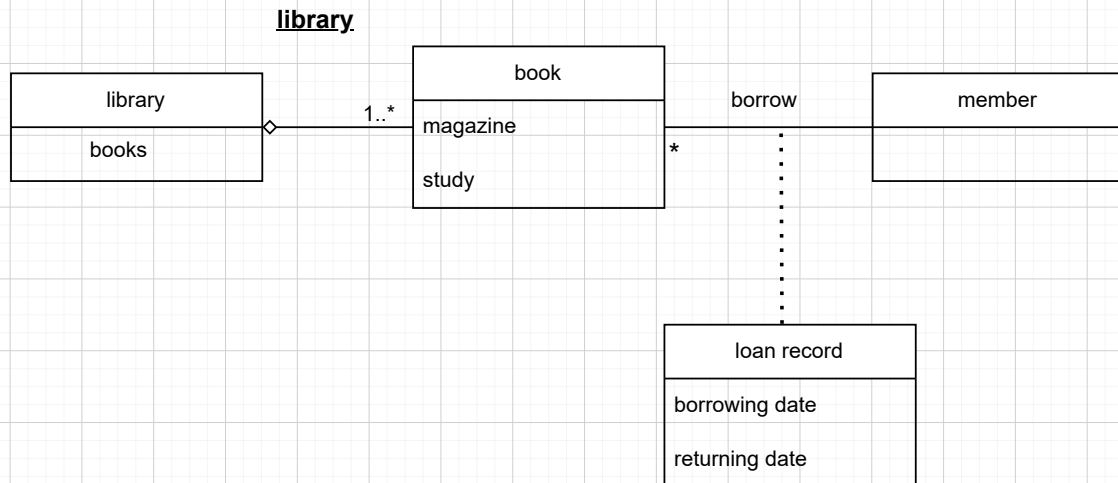 library
library
books
1..*
book
magazine
study
*
borrow
member
loan record
borrowing date
returning date